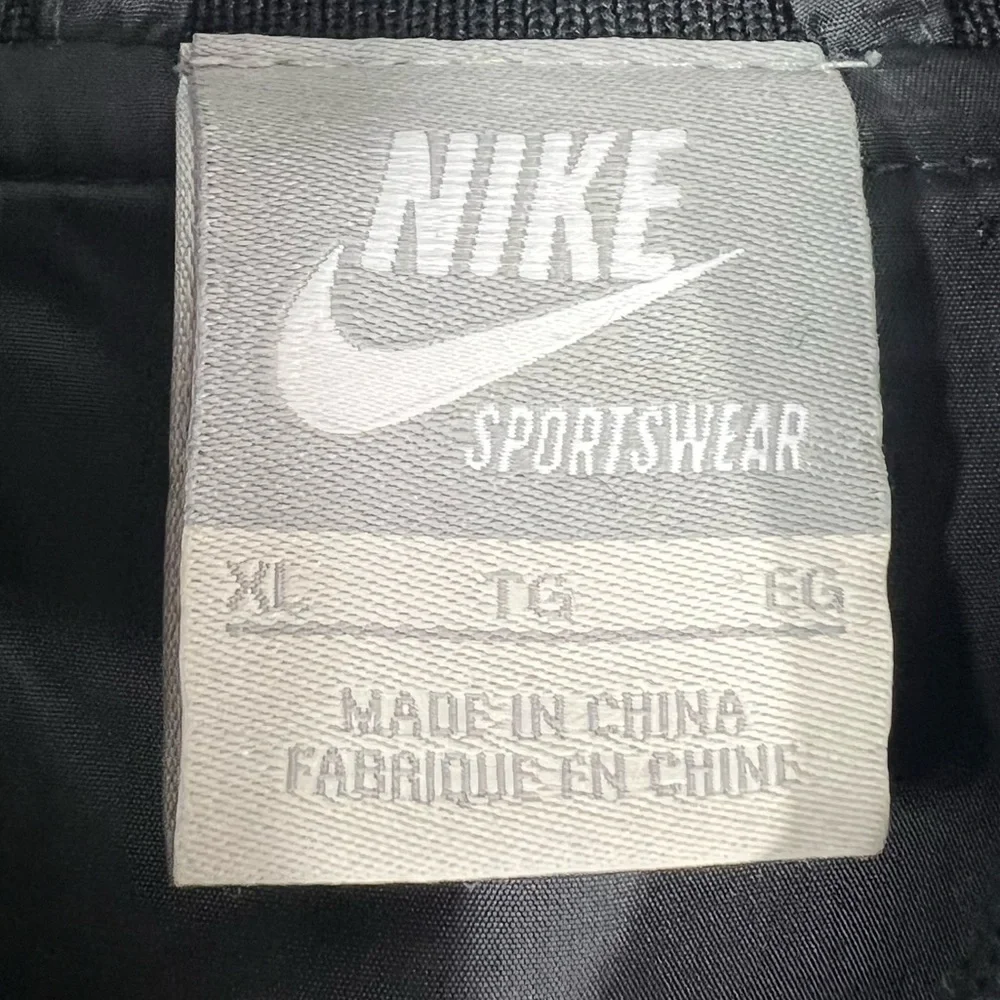 NIKE
SPORTSWEAR
XL TG EG
MADE IN CHINA
FABRIQUE EN CHINE